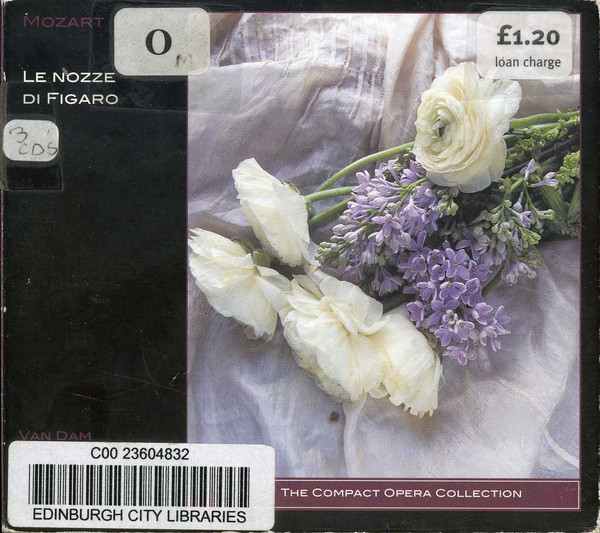 MOZART
O
M
£1.20
loan charge
LE NOZZE
DI FIGARO
3
CDS
VAN DAM
C00 23604832
EDINBURGH CITY LIBRARIES
THE COMPACT OPERA COLLECTION